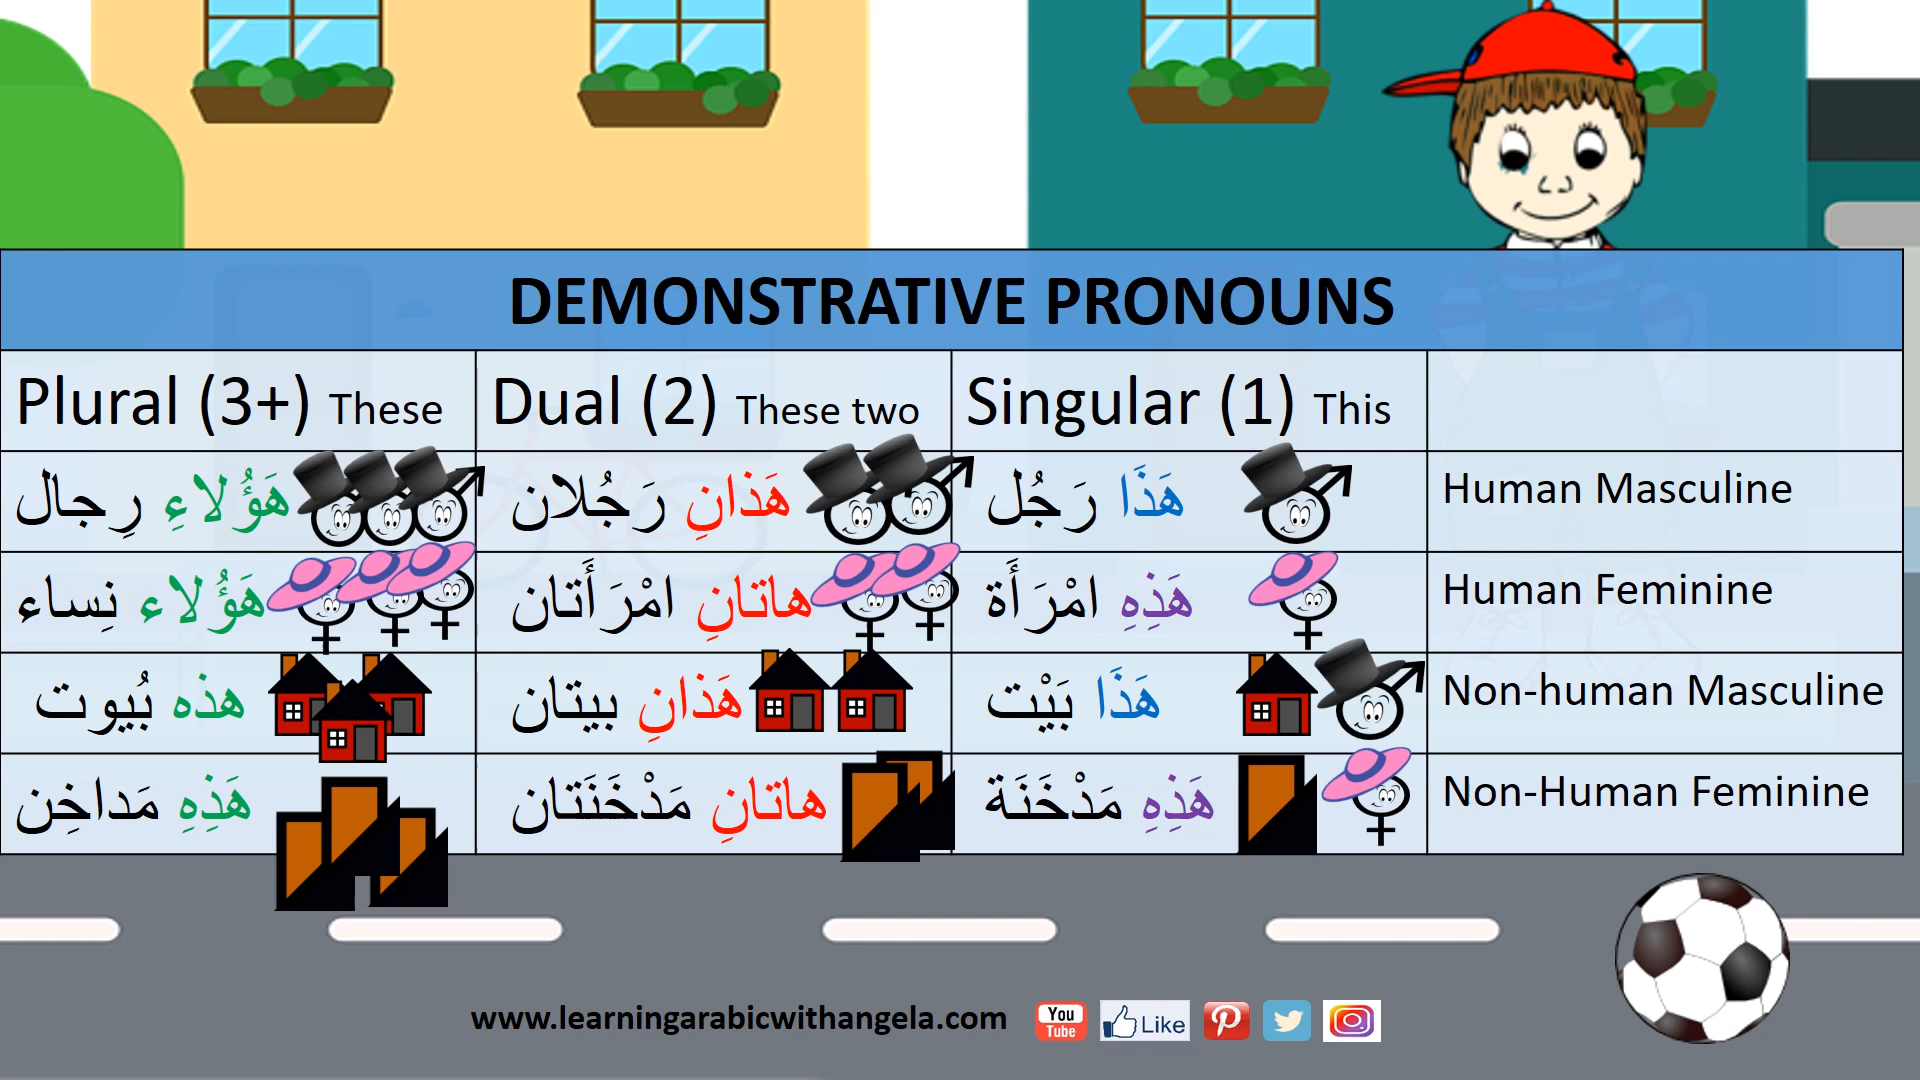 DEMONSTRATIVE PRONOUNS
Plural (3+) These Dual (2) These two Singular (1) This
هَؤُلاءِ رِجال هَذانِ رَجُلان هَذَا رَجُل Human Masculine
هَؤُلاء نِساء هاتانِ امْرَأَتان هَذِهِ امْرَأَة Human Feminine
هذه بُيوت هَذانِ بيتان هَذَا بَيْت Non-human Masculine
هَذِهِ مَداخِن هاتانِ مَدْخَنَتان هَذِهِ مَدْخَنَة Non-Human Feminine
www.learningarabicwithangela.com You Tube Like